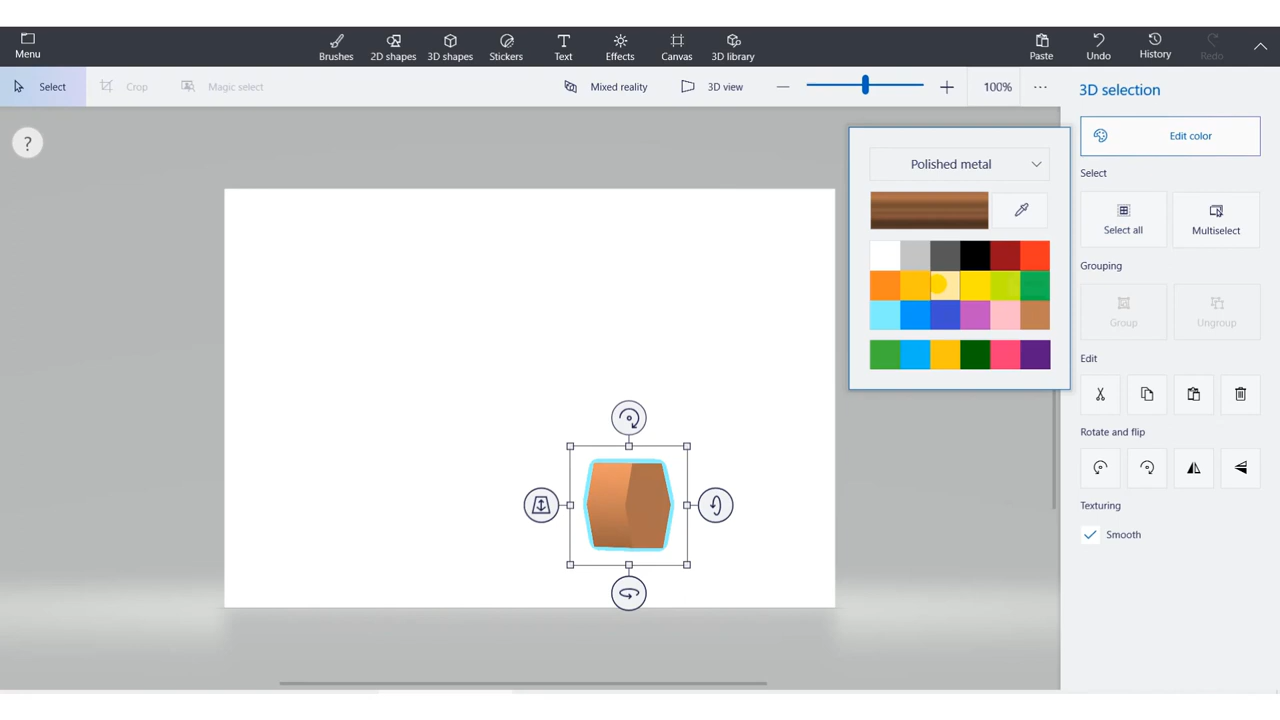 Menu
Brushes
2D shapes
3D shapes
Stickers
Text
Effects
Canvas
3D library
Paste
Undo
History
Redo
Select
Crop
Magic select
Mixed reality
3D view
100%
3D selection
?
Edit color
Polished metal
Select
Select all
Multiselect
Grouping
Group
Ungroup
Edit
Rotate and flip
Texturing
Smooth